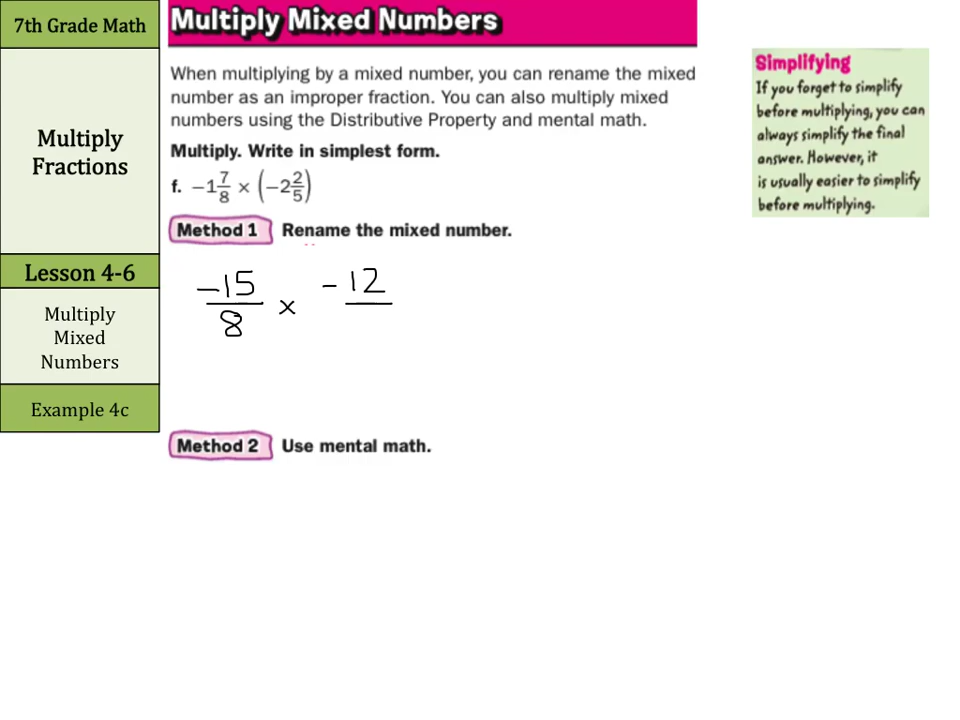 7th Grade Math
Multiply
Fractions
Lesson 4-6
Multiply
Mixed
Numbers
Example 4c
Multiply Mixed Numbers
When multiplying by a mixed number, you can rename the mixed
number as an improper fraction. You can also multiply mixed
numbers using the Distributive Property and mental math.
Multiply. Write in simplest form.
f. −1 7/8 × (−2 2/5)
Method 1 Rename the mixed number.
−15/8 × −12/
Method 2 Use mental math.
Simplifying
If you forget to simplify
before multiplying, you can
always simplify the final
answer. However, it
is usually easier to simplify
before multiplying.